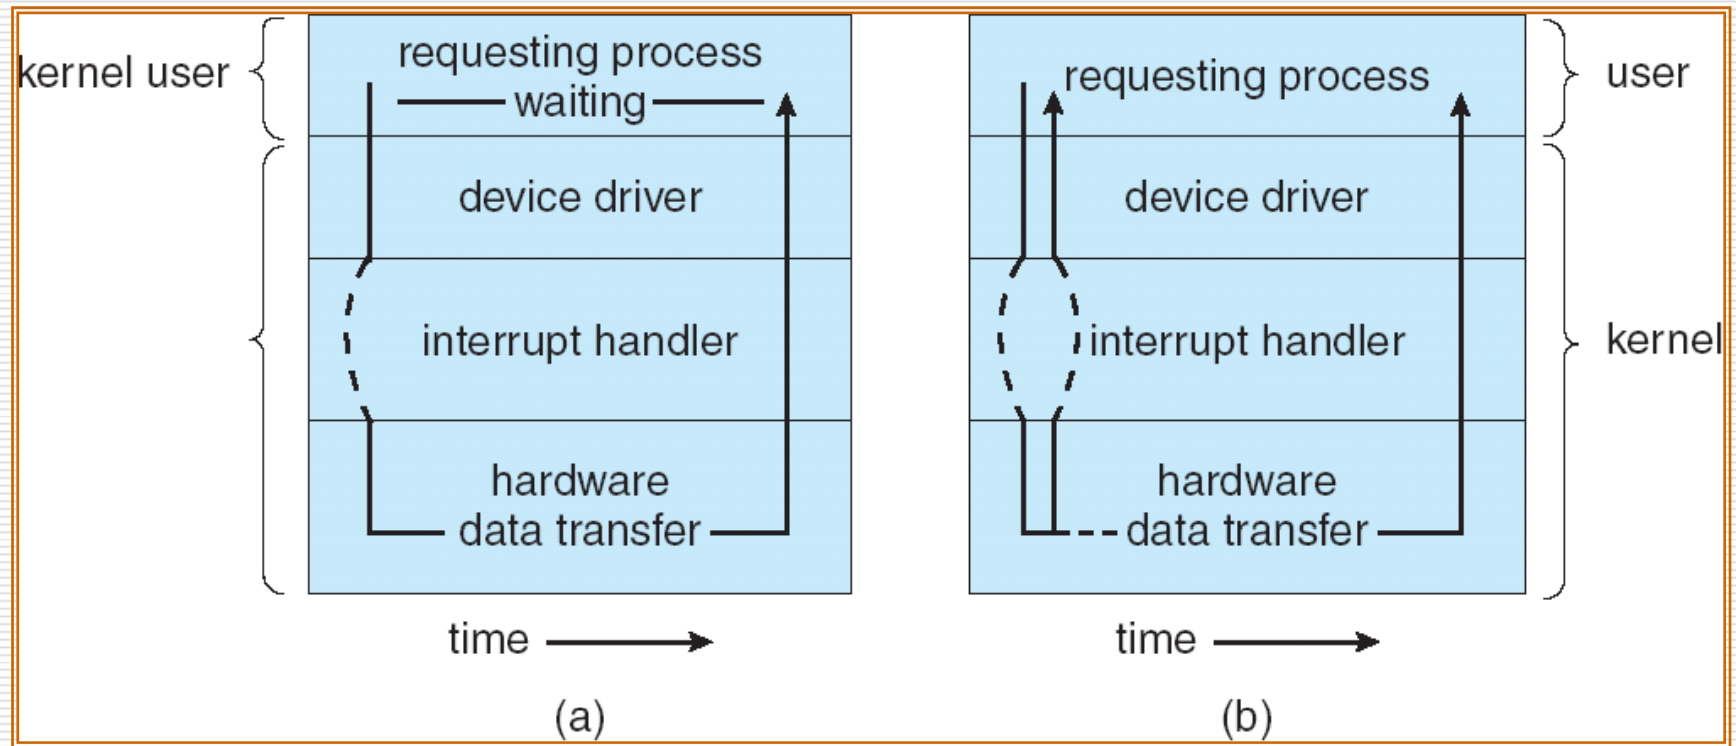 kernel user
requesting process
waiting
device driver
interrupt handler
hardware
data transfer
time
(a)
requesting process
user
device driver
interrupt handler
kernel
hardware
data transfer
time
(b)